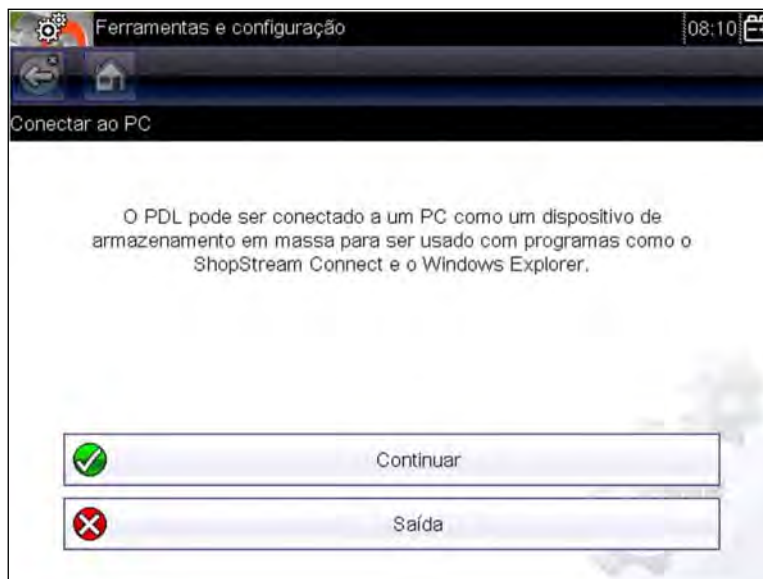 Ferramentas e configuração
08:10
Conectar ao PC
O PDL pode ser conectado a um PC como um dispositivo de
armazenamento em massa para ser usado com programas como o
ShopStream Connect e o Windows Explorer.
Continuar
Saída